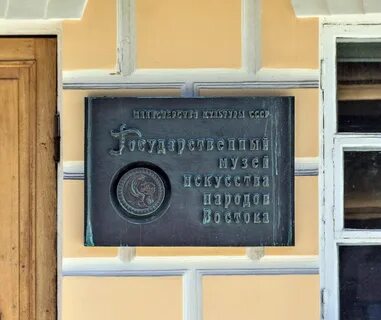 Министерство культуры СССР
Государственный
музей
искусства
народов
Востока